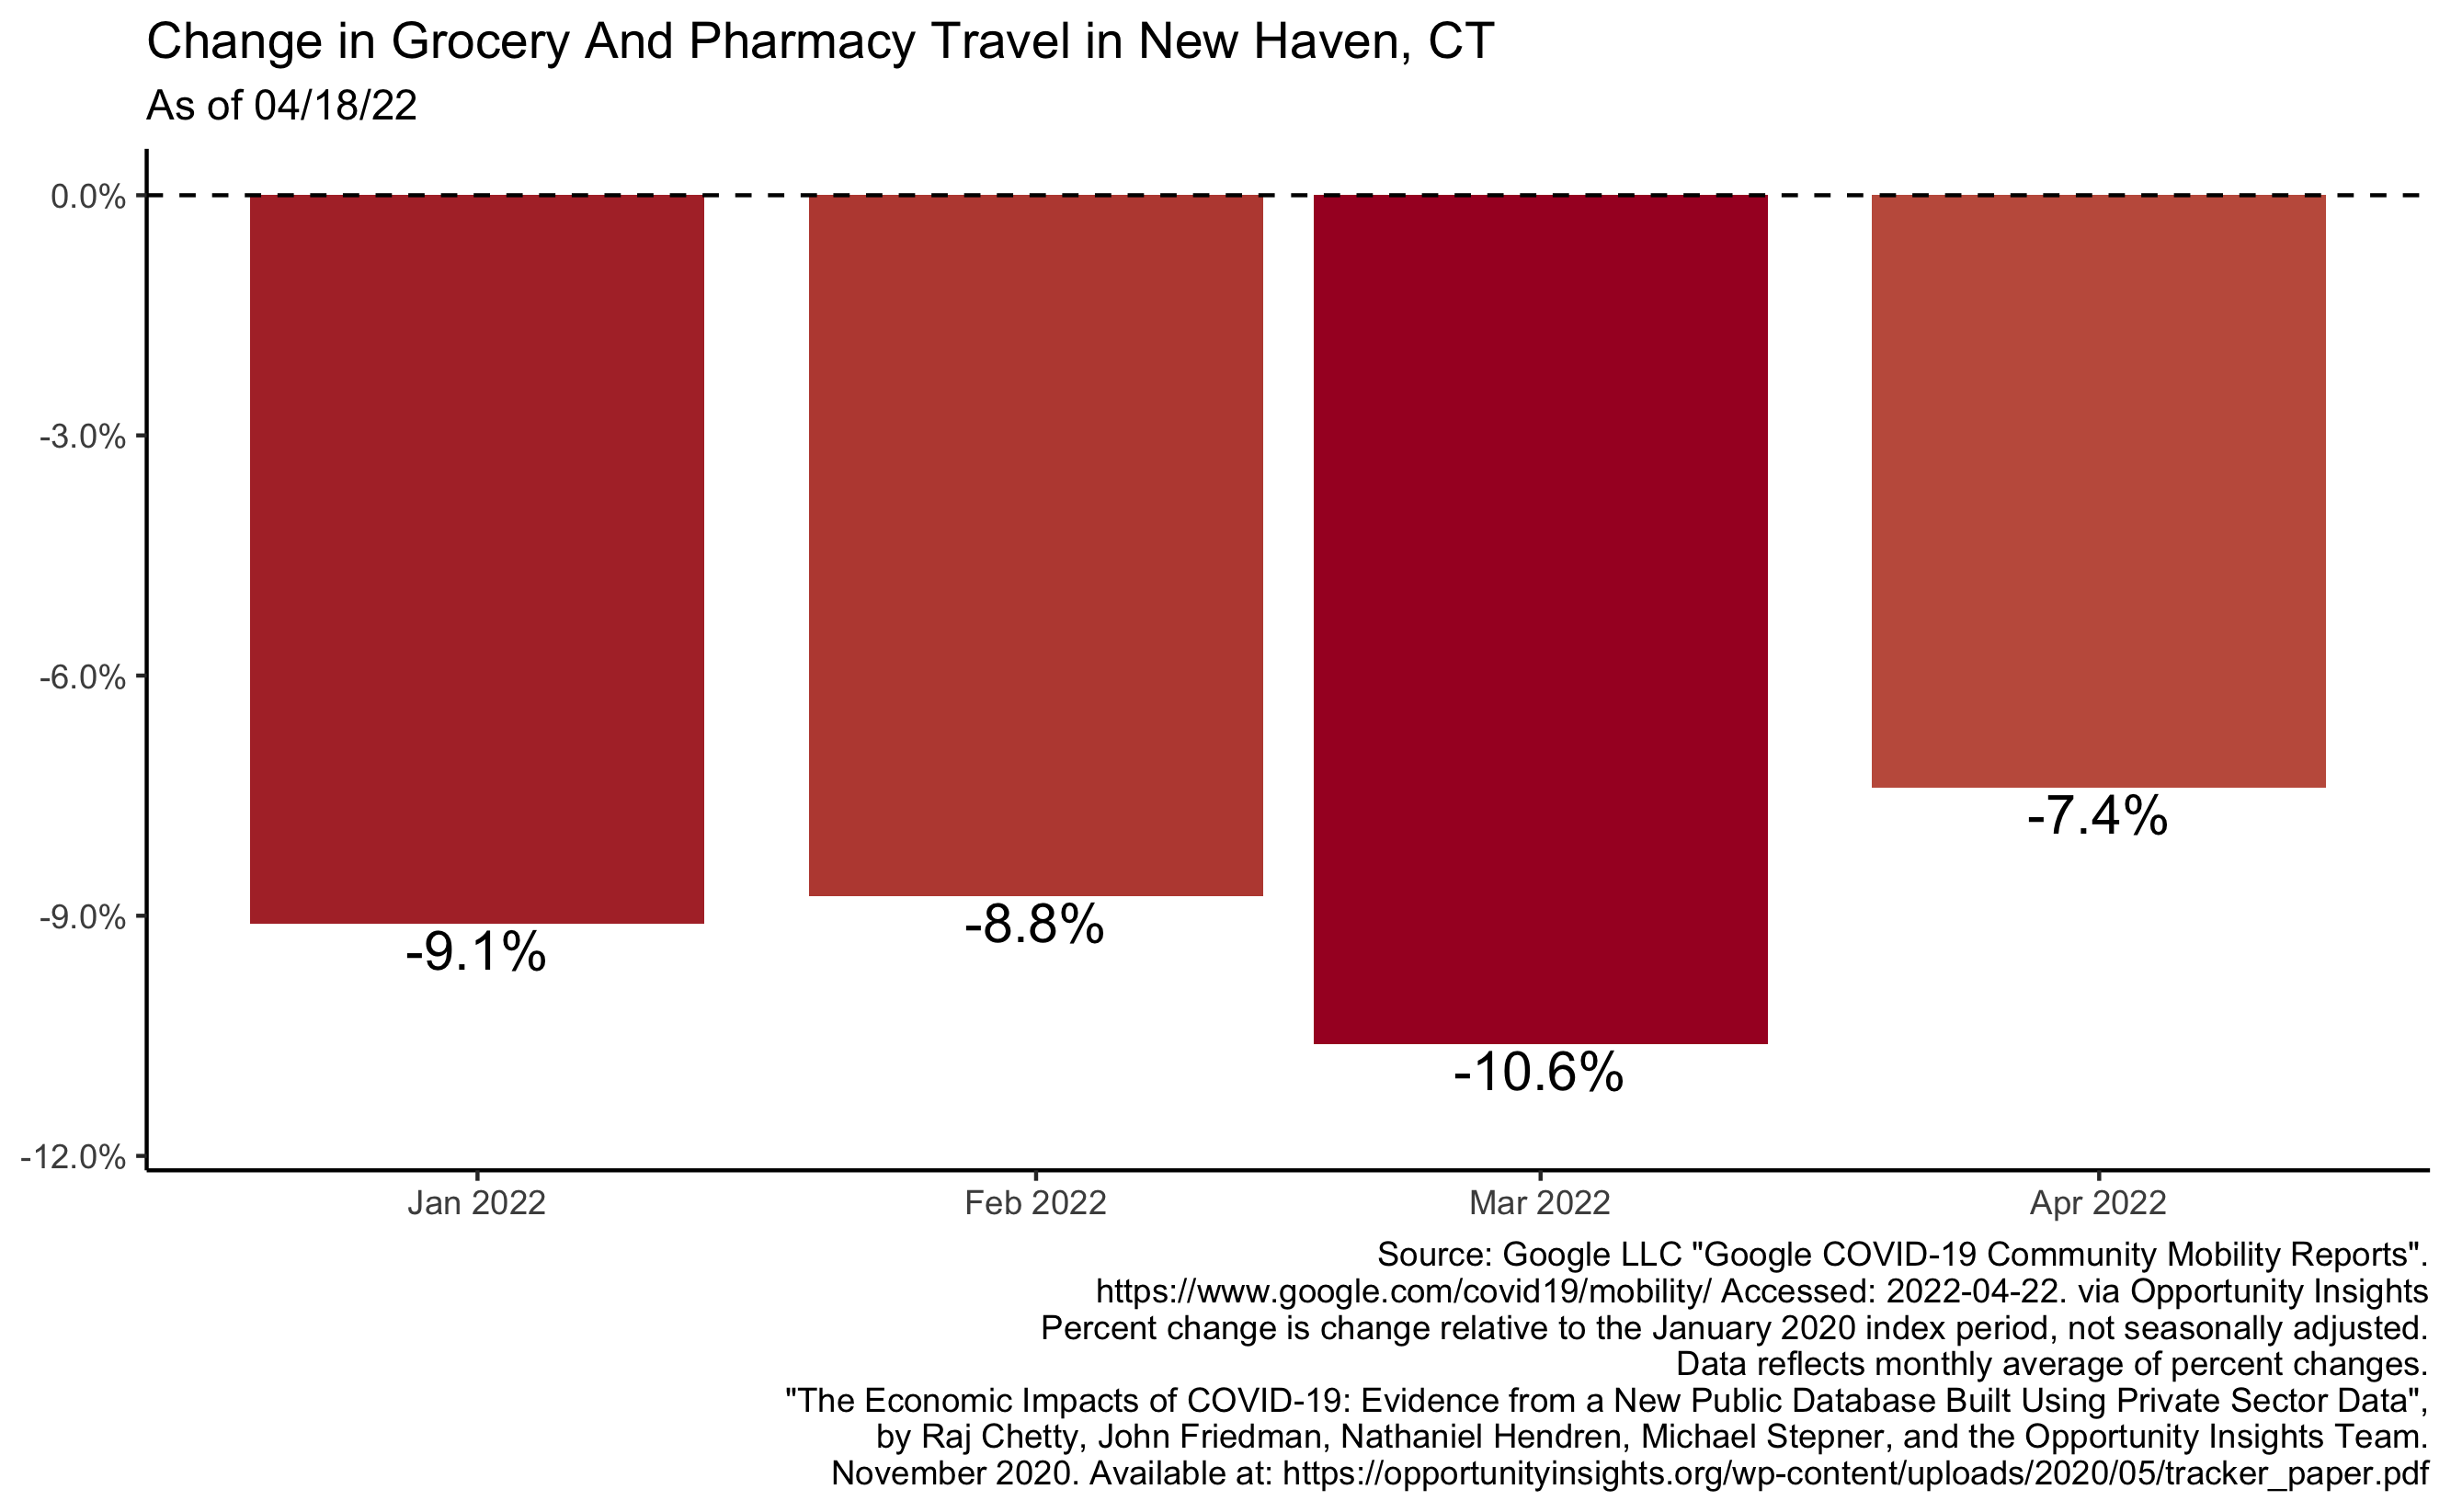 Change in Grocery And Pharmacy Travel in New Haven, CT
As of 04/18/22
0.0%
-3.0%
-6.0%
-9.0%
-12.0%
-9.1%
-8.8%
-10.6%
-7.4%
Jan 2022
Feb 2022
Mar 2022
Apr 2022
Source: Google LLC "Google COVID-19 Community Mobility Reports".
https://www.google.com/covid19/mobility/ Accessed: 2022-04-22. via Opportunity Insights
Percent change is change relative to the January 2020 index period, not seasonally adjusted.
Data reflects monthly average of percent changes.
"The Economic Impacts of COVID-19: Evidence from a New Public Database Built Using Private Sector Data",
by Raj Chetty, John Friedman, Nathaniel Hendren, Michael Stepner, and the Opportunity Insights Team.
November 2020. Available at: https://opportunityinsights.org/wp-content/uploads/2020/05/tracker_paper.pdf